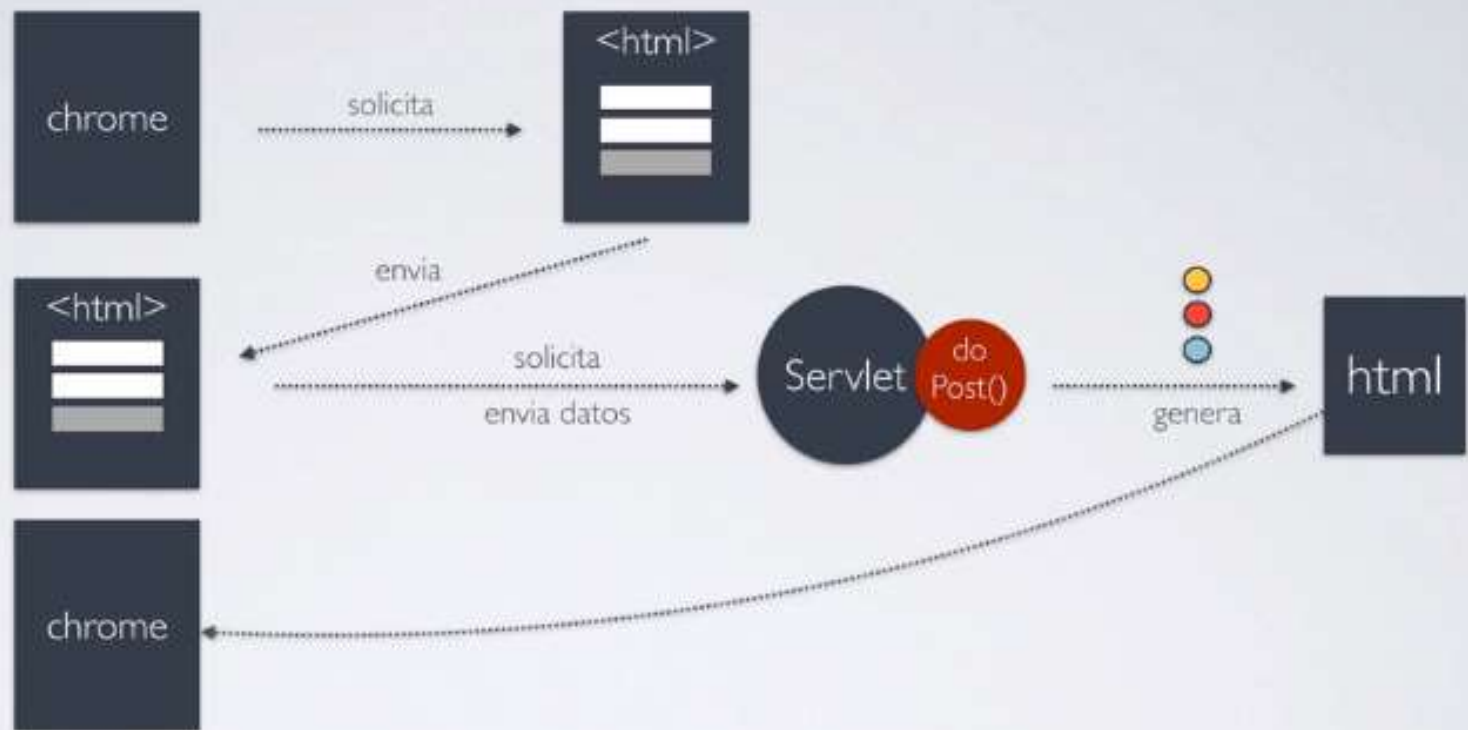 chrome
solicita
<html>
envia
<html>
solicita
envia datos
Servlet
do
Post()
genera
html
chrome